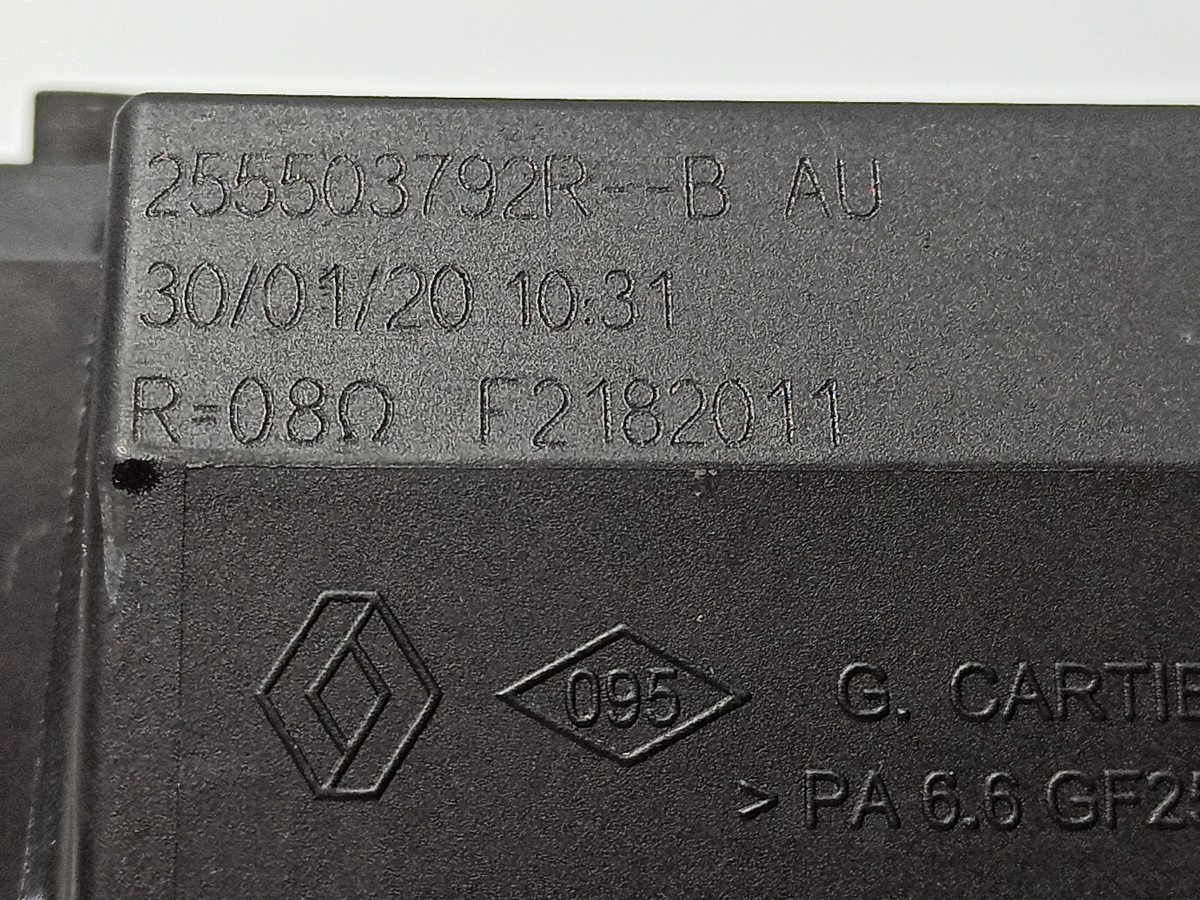 255503792R--B AU
30/01/20 10:31
R=08Ω F2182011
095
G. CARTIE
> PA 6.6 GF25